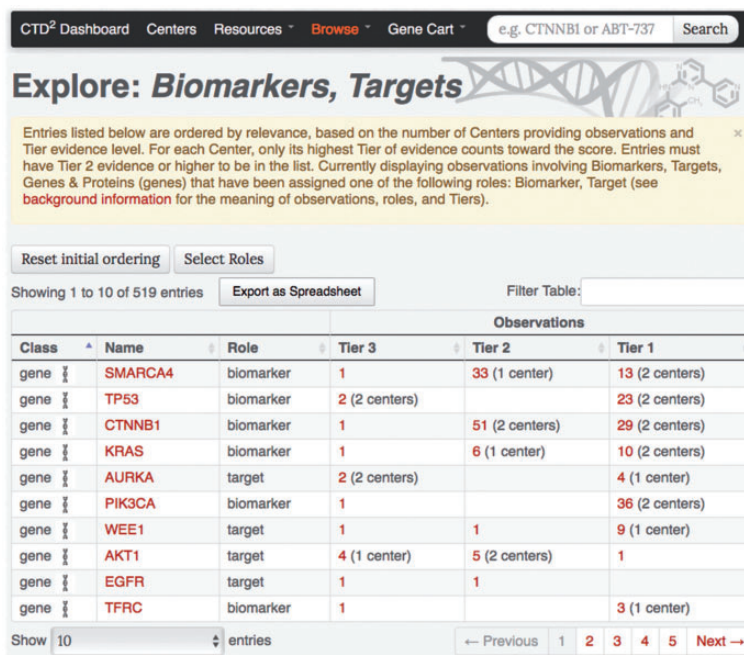 CTD² Dashboard Centers Resources Browse Gene Cart e.g. CTNNB1 or ABT-737 Search
Explore: Biomarkers, Targets
CH₃
Entries listed below are ordered by relevance, based on the number of Centers providing observations and ×
Tier evidence level. For each Center, only its highest Tier of evidence counts toward the score. Entries must
have Tier 2 evidence or higher to be in the list. Currently displaying observations involving Biomarkers, Targets,
Genes & Proteins (genes) that have been assigned one of the following roles: Biomarker, Target (see
background information for the meaning of observations, roles, and Tiers).
Reset initial ordering Select Roles
Showing 1 to 10 of 519 entries Export as Spreadsheet Filter Table:
Observations
Class Name Role Tier 3 Tier 2 Tier 1
gene SMARCA4 biomarker 1 33 (1 center) 13 (2 centers)
gene TP53 biomarker 2 (2 centers) 23 (2 centers)
gene CTNNB1 biomarker 1 51 (2 centers) 29 (2 centers)
gene KRAS biomarker 1 6 (1 center) 10 (2 centers)
gene AURKA target 2 (2 centers) 4 (1 center)
gene PIK3CA biomarker 1 36 (2 centers)
gene WEE1 target 1 1 9 (1 center)
gene AKT1 target 4 (1 center) 5 (2 centers) 1
gene EGFR target 1 1
gene TFRC biomarker 1 3 (1 center)
Show 10 entries ← Previous 1 2 3 4 5 Next →